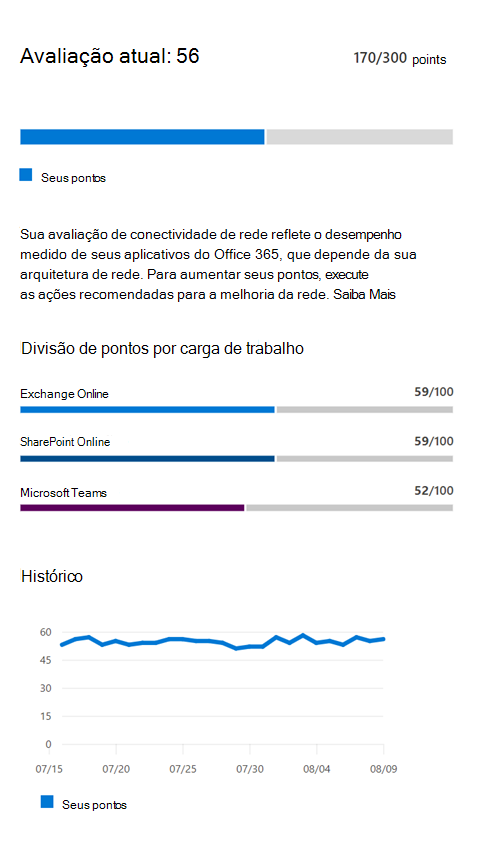 Avaliação atual: 56
170/300 points
Seus pontos
Sua avaliação de conectividade de rede reflete o desempenho
medido de seus aplicativos do Office 365, que depende da sua
arquitetura de rede. Para aumentar seus pontos, execute
as ações recomendadas para a melhoria da rede. Saiba Mais
Divisão de pontos por carga de trabalho
Exchange Online
59/100
SharePoint Online
59/100
Microsoft Teams
52/100
Histórico
60
45
30
15
0
07/15 07/20 07/25 07/30 08/04 08/09
Seus pontos